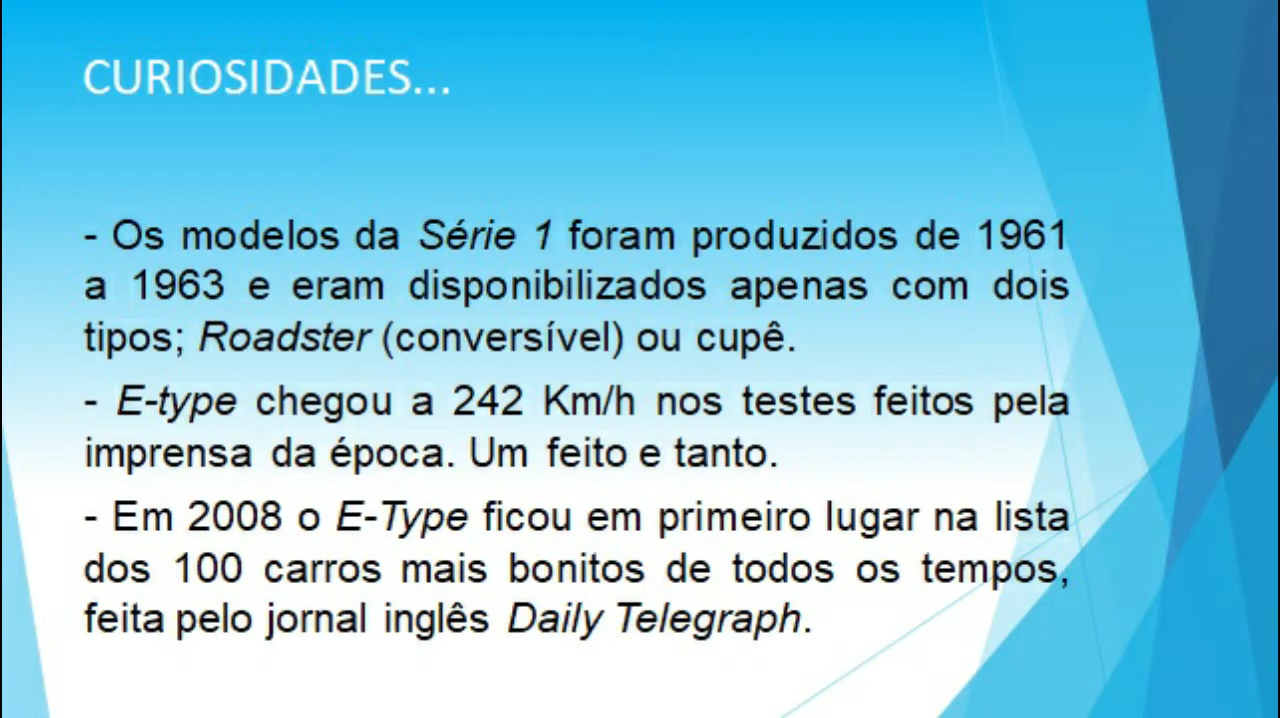 CURIOSIDADES...
- Os modelos da Série 1 foram produzidos de 1961
a 1963 e eram disponibilizados apenas com dois
tipos; Roadster (conversível) ou cupê.
- E-type chegou a 242 Km/h nos testes feitos pela
imprensa da época. Um feito e tanto.
- Em 2008 o E-Type ficou em primeiro lugar na lista
dos 100 carros mais bonitos de todos os tempos,
feita pelo jornal inglês Daily Telegraph.